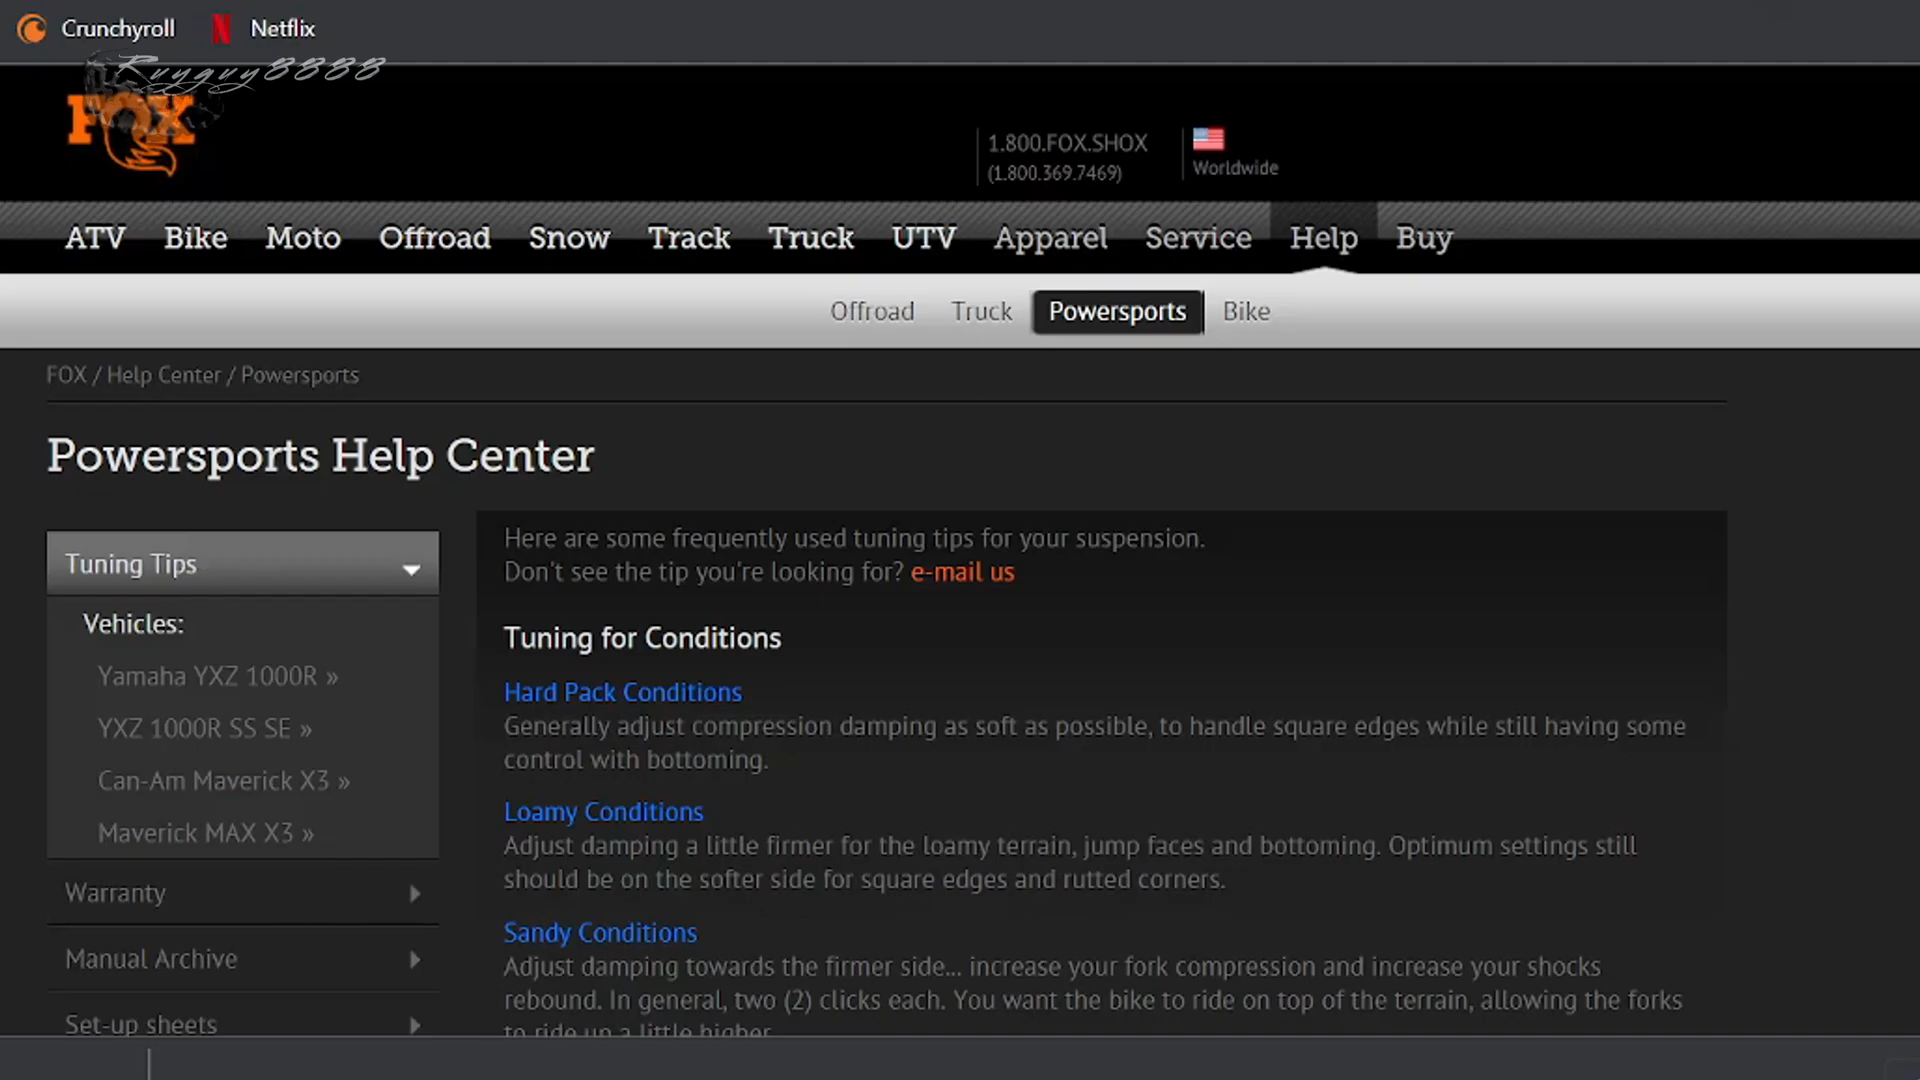 Crunchyroll Netflix
Ruyguy8888
FOX
1.800.FOX.SHOX
(1.800.369.7469)
Worldwide
ATV Bike Moto Offroad Snow Track Truck UTV Apparel Service Help Buy
Offroad Truck Powersports Bike
FOX / Help Center / Powersports
Powersports Help Center
Tuning Tips
Vehicles:
Yamaha YXZ 1000R »
YXZ 1000R SS SE »
Can-Am Maverick X3 »
Maverick MAX X3 »
Warranty
Manual Archive
Set-up sheets
Here are some frequently used tuning tips for your suspension.
Don't see the tip you're looking for? e-mail us
Tuning for Conditions
Hard Pack Conditions
Generally adjust compression damping as soft as possible, to handle square edges while still having some
control with bottoming.
Loamy Conditions
Adjust damping a little firmer for the loamy terrain, jump faces and bottoming. Optimum settings still
should be on the softer side for square edges and rutted corners.
Sandy Conditions
Adjust damping towards the firmer side... increase your fork compression and increase your shocks
rebound. In general, two (2) clicks each. You want the bike to ride on top of the terrain, allowing the forks
to ride up a little higher